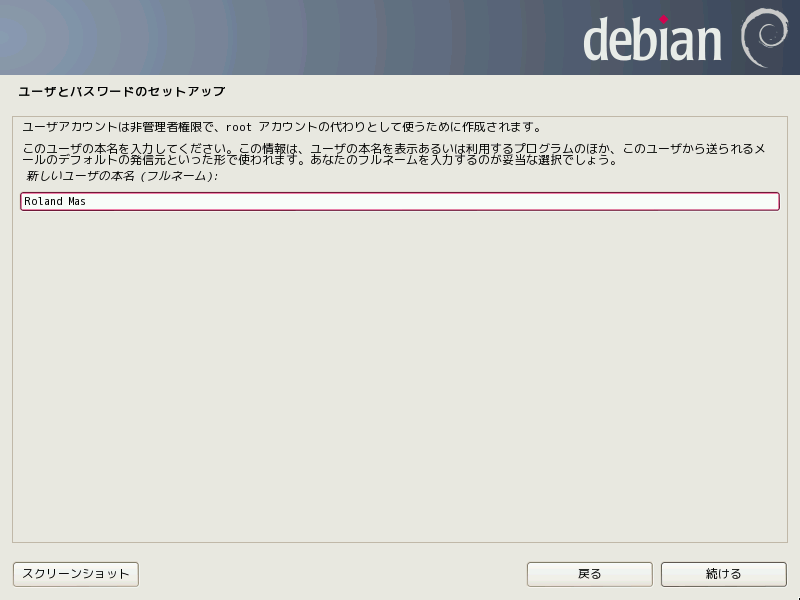 debian
ユーザとパスワードのセットアップ
ユーザアカウントは非管理者権限で、root アカウントの代わりとして使うために作成されます。
このユーザの本名を入力してください。この情報は、ユーザの本名を表示あるいは利用するプログラムのほか、このユーザから送られるメ
ールのデフォルトの発信元といった形で使われます。あなたのフルネームを入力するのが妥当な選択でしょう。
新しいユーザの本名 (フルネーム):
Roland Mas
スクリーンショット
戻る
続ける